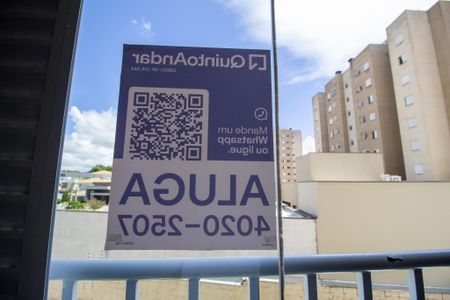 QuintoAndar
Mande um
Whatsapp
ou ligue.
ALUGA
4020-2507